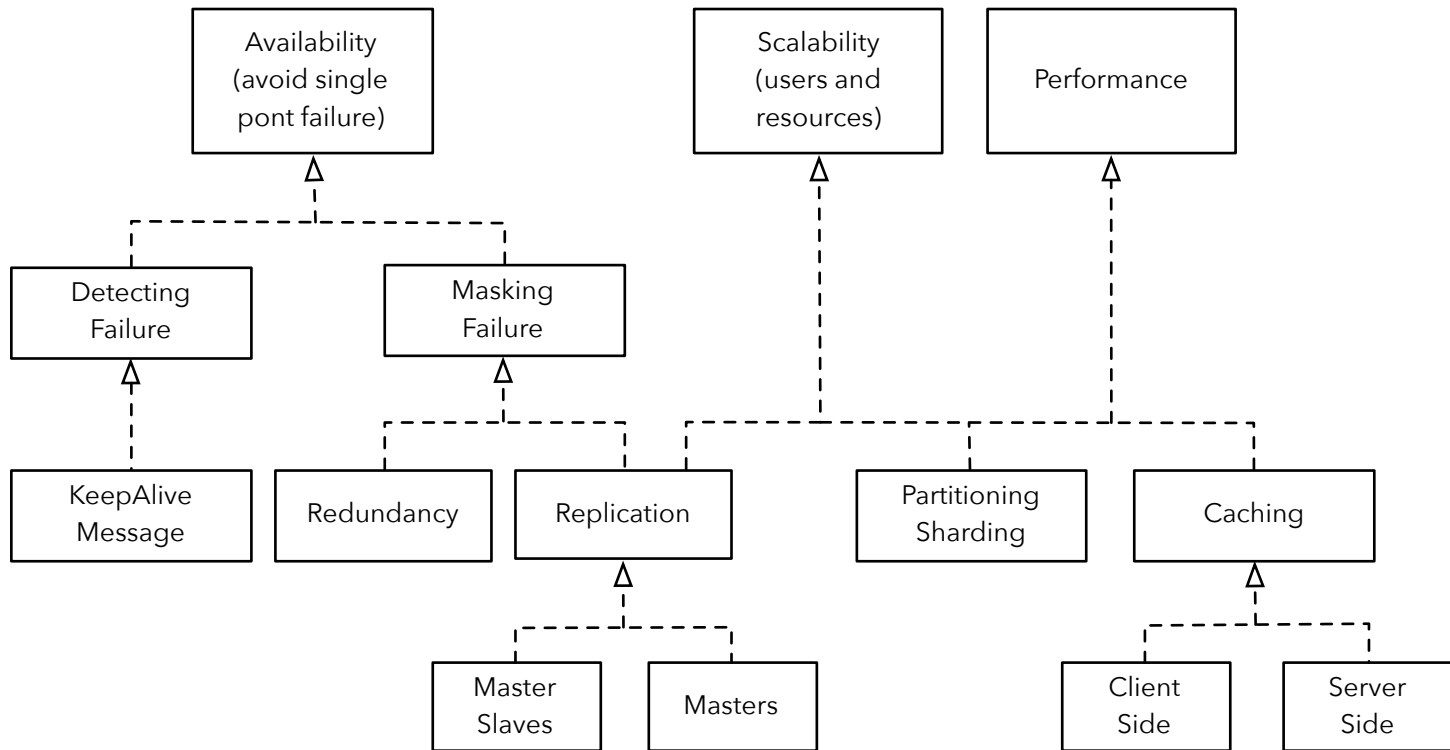 Availability
(avoid single
pont failure)
Scalability
(users and
resources)
Performance
Detecting
Failure
Masking
Failure
KeepAlive
Message
Redundancy
Replication
Partitioning
Sharding
Caching
Master
Slaves
Masters
Client
Side
Server
Side